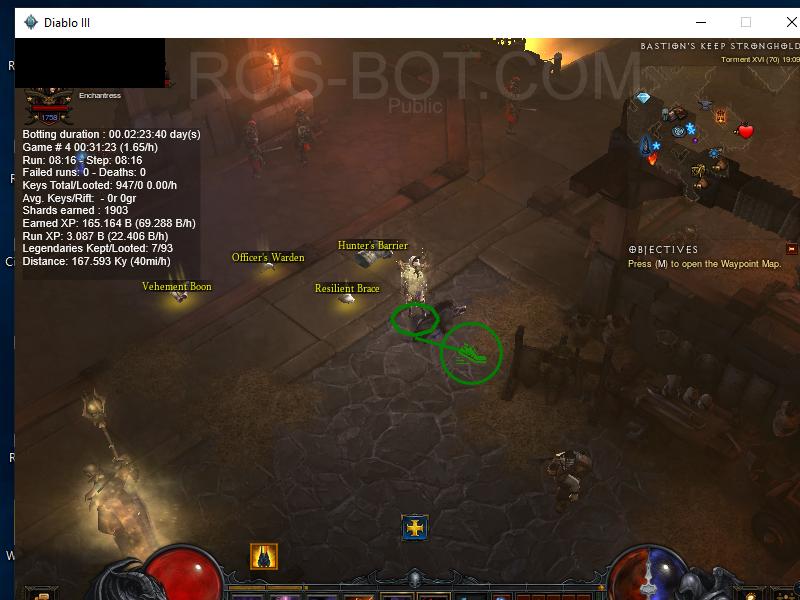 Diablo III
BASTION'S KEEP STRONGHOLD
Torment XVI (70) 19:09
ROS-BOT.COM
Public
Enchantress
1758
Botting duration : 00.02:23:40 day(s)
Game # 4 00:31:23 (1.65/h)
Run: 08:16 - Step: 08:16
Failed runs: 0 - Deaths: 0
Keys Total/Looted: 947/0 0.00/h
Avg. Keys/Rift: - 0r 0gr
Shards earned : 1903
Earned XP: 165.164 B (69.288 B/h)
Run XP: 3.087 B (22.406 B/h)
Legendaries Kept/Looted: 7/93
Distance: 167.593 Ky (40mi/h)
Hunter's Barrier
Officer's Warden
Vehement Boon
Resilient Brace
OBJECTIVES
Press (M) to open the Waypoint Map.